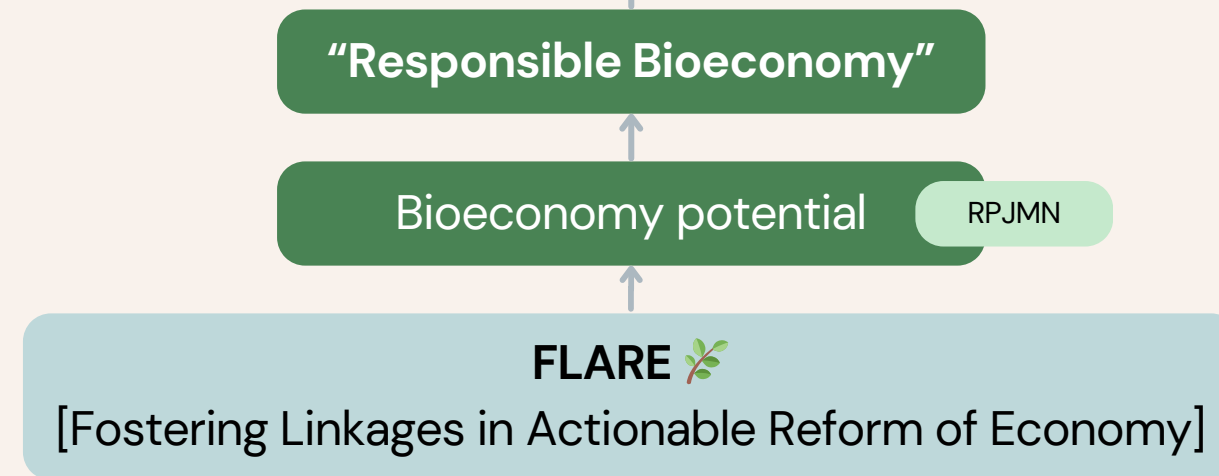 “Responsible Bioeconomy”
Bioeconomy potential
RPJMN
FLARE
[Fostering Linkages in Actionable Reform of Economy]